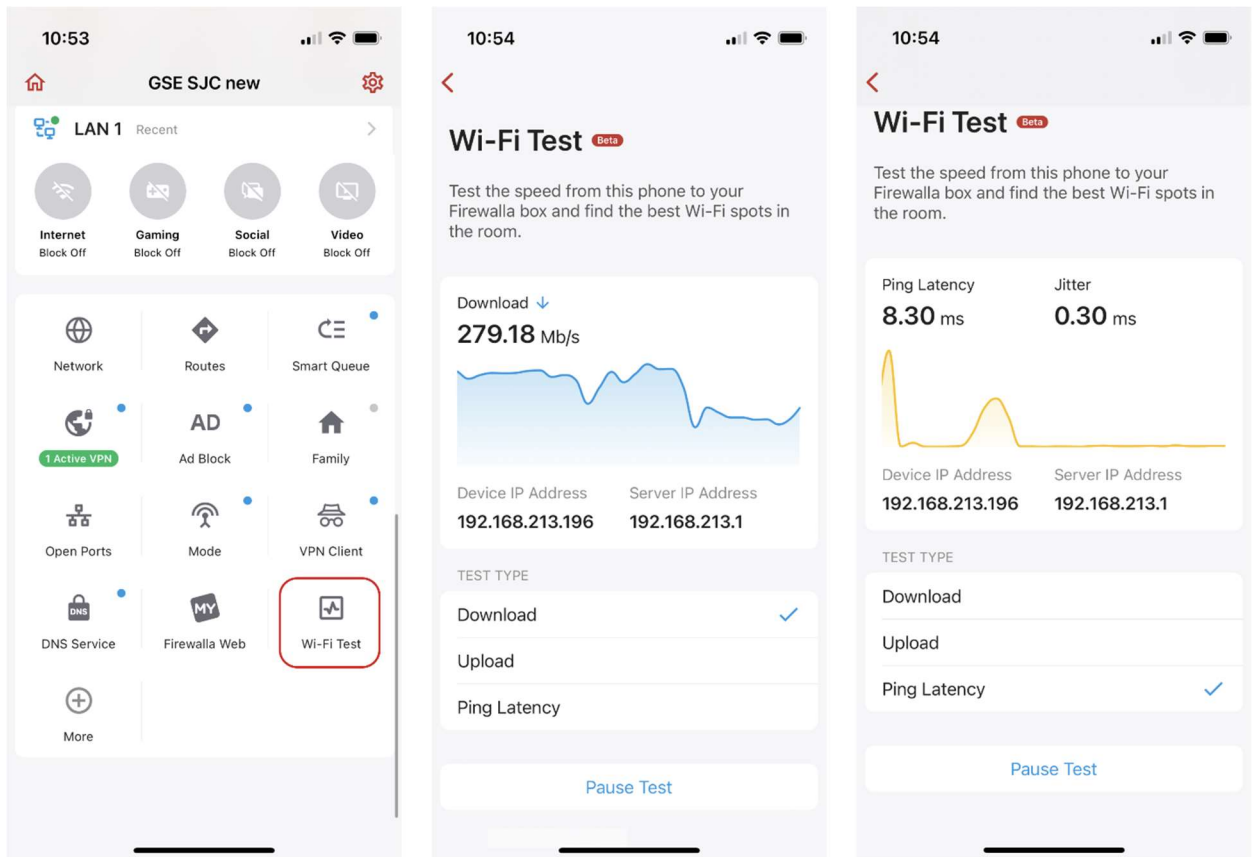 10:53
GSE SJC new
LAN 1 Recent
Internet Gaming Social Video
Block Off Block Off Block Off Block Off
Network Routes Smart Queue
AD
1 Active VPN Ad Block Family
Open Ports Mode VPN Client
DNS MY
DNS Service Firewalla Web Wi-Fi Test
More
10:54
Wi-Fi Test Beta
Test the speed from this phone to your
Firewalla box and find the best Wi-Fi spots in
the room.
Download
279.18 Mb/s
Device IP Address Server IP Address
192.168.213.196 192.168.213.1
TEST TYPE
Download
Upload
Ping Latency
Pause Test
10:54
Wi-Fi Test Beta
Test the speed from this phone to your
Firewalla box and find the best Wi-Fi spots in
the room.
Ping Latency Jitter
8.30 ms 0.30 ms
Device IP Address Server IP Address
192.168.213.196 192.168.213.1
TEST TYPE
Download
Upload
Ping Latency
Pause Test